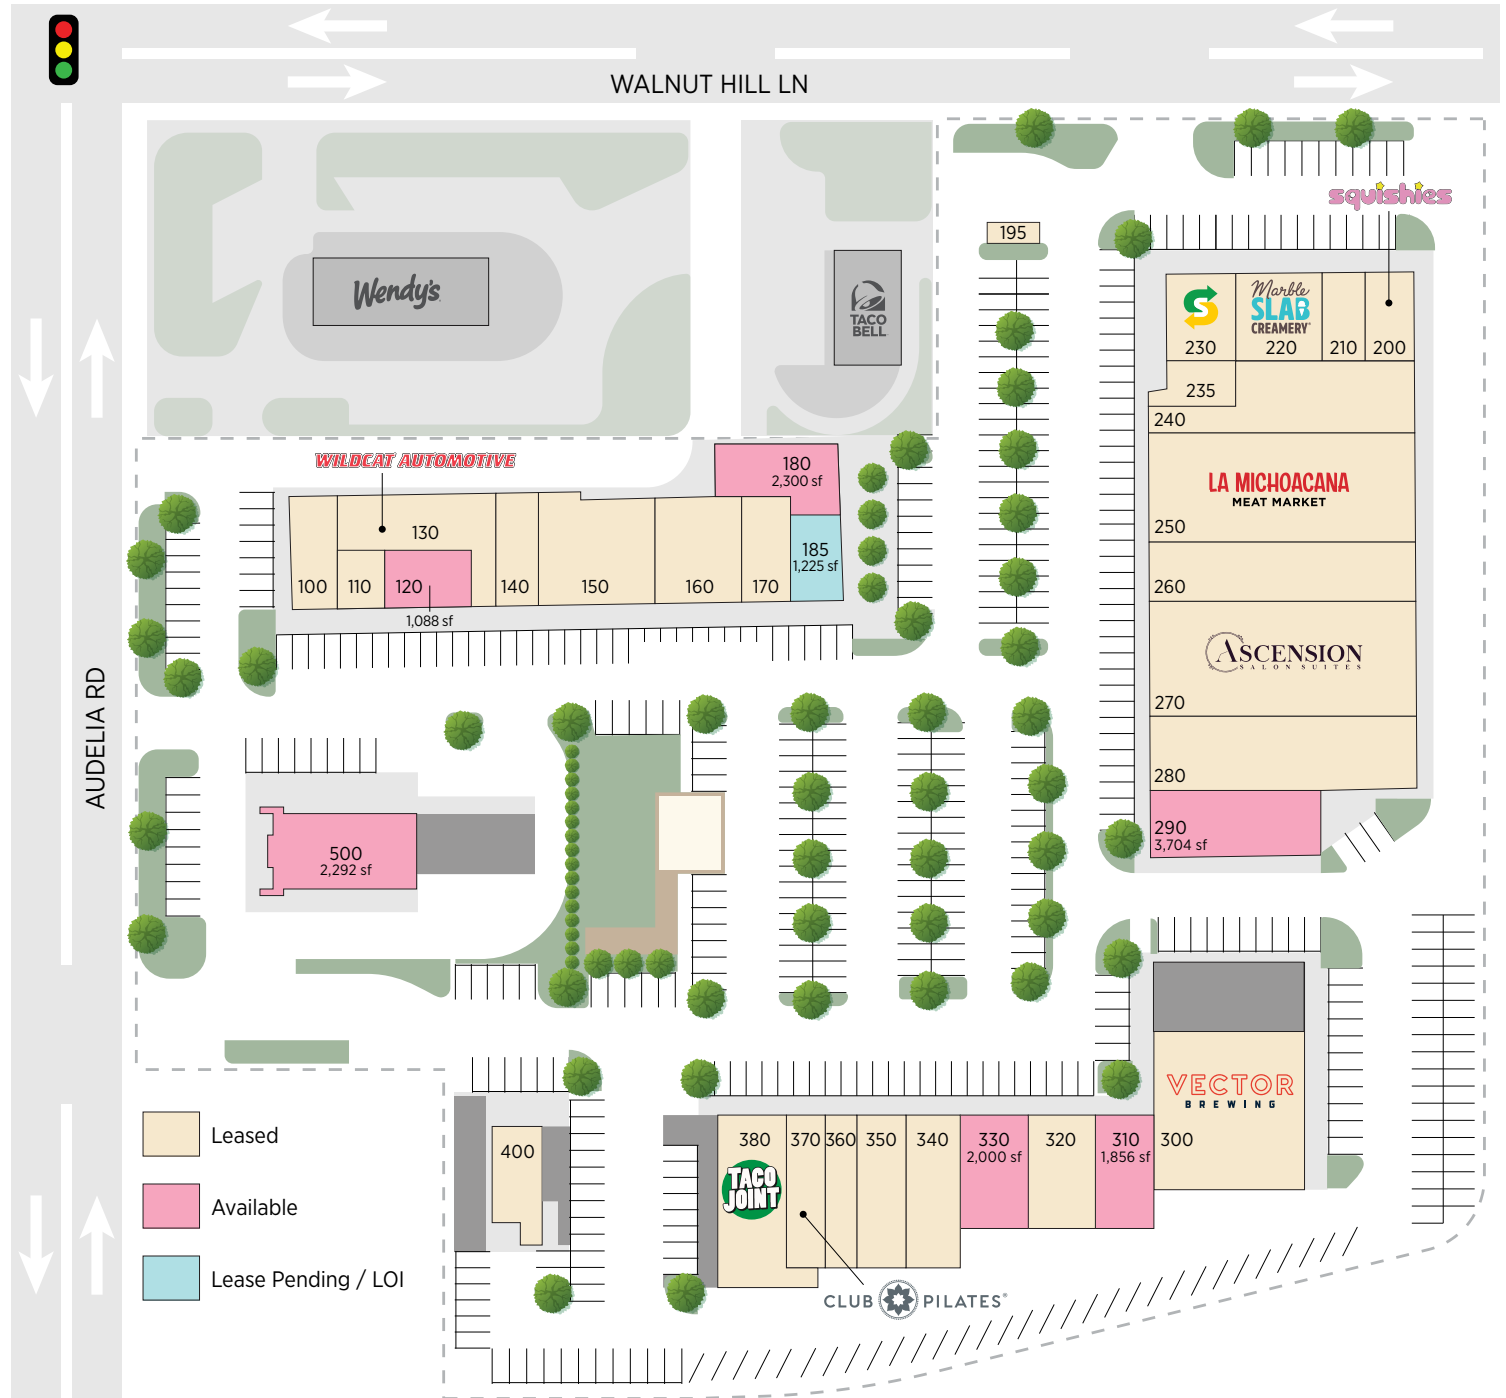 WALNUT HILL LN
squishies
195
Wendy's
TACO
BELL
Marble
SLAB
CREAMERY
230
220
210
200
235
240
LA MICHOACANA
MEAT MARKET
250
260
ASCENSION
SALON SUITES
270
280
290
3,704 sf
WILDCAT AUTOMOTIVE
180
2,300 sf
130
185
1,225 sf
100
110
120
140
150
160
170
1,088 sf
AUDELIA RD
500
2,292 sf
VECTOR
BREWING
300
400
380
370
360
350
340
330
2,000 sf
320
310
1,856 sf
TACO
JOINT
CLUB PILATES®
Leased
Available
Lease Pending / LOI